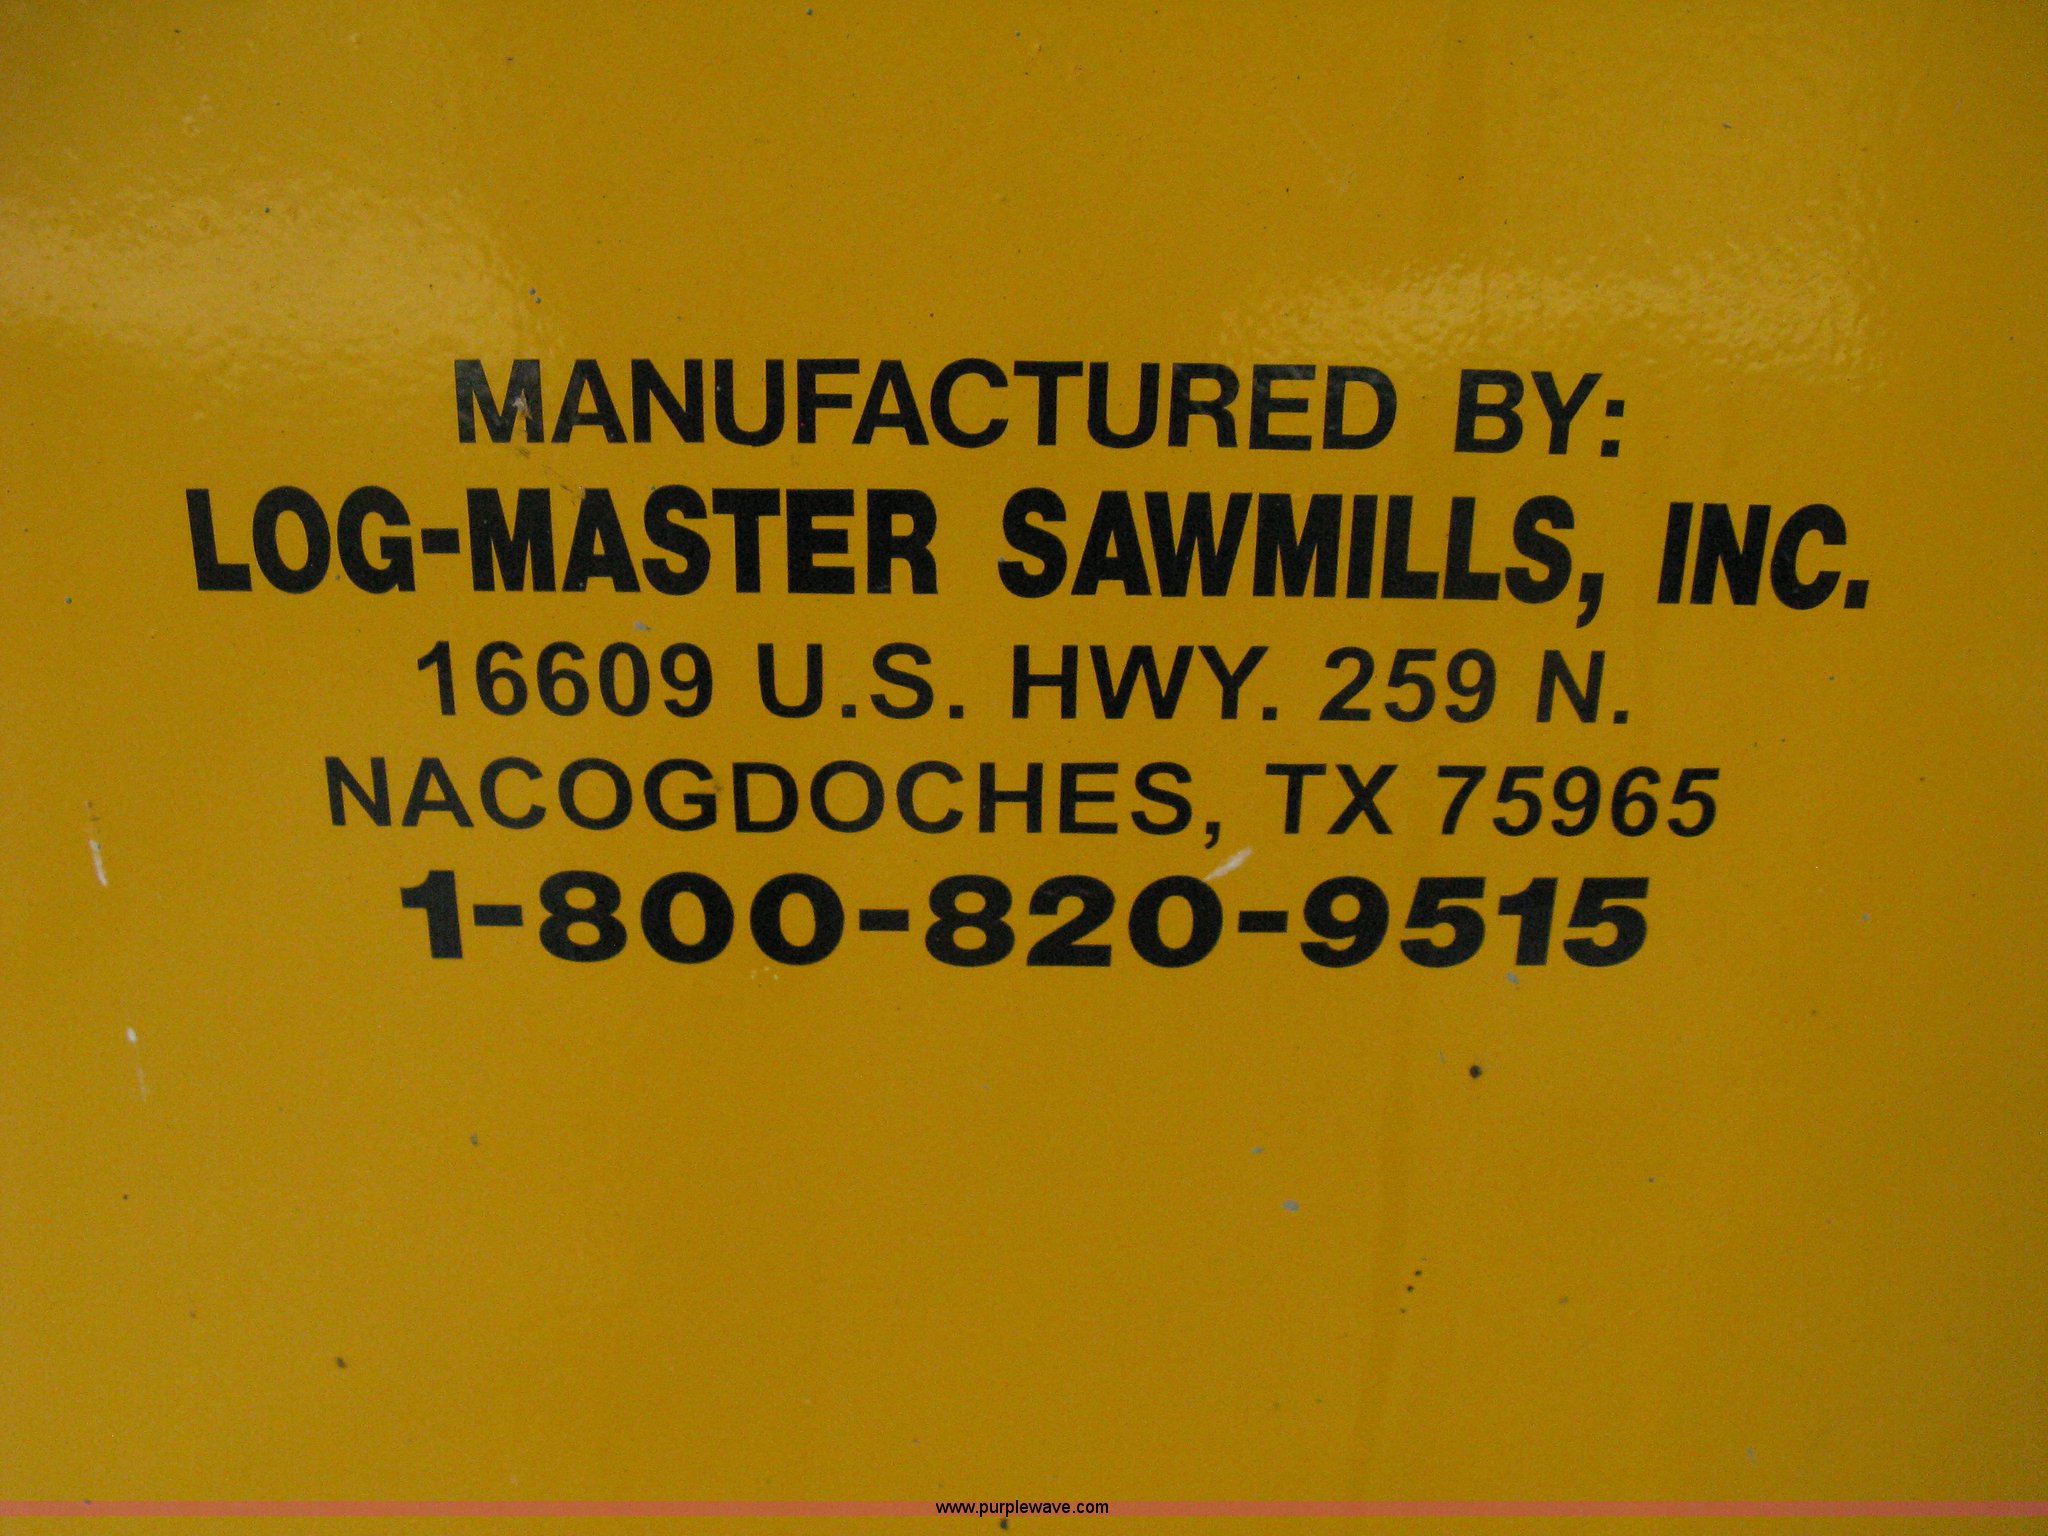 MANUFACTURED BY:
LOG-MASTER SAWMILLS, INC.
16609 U.S. HWY. 259 N.
NACOGDOCHES, TX 75965
1-800-820-9515
www.purplewave.com